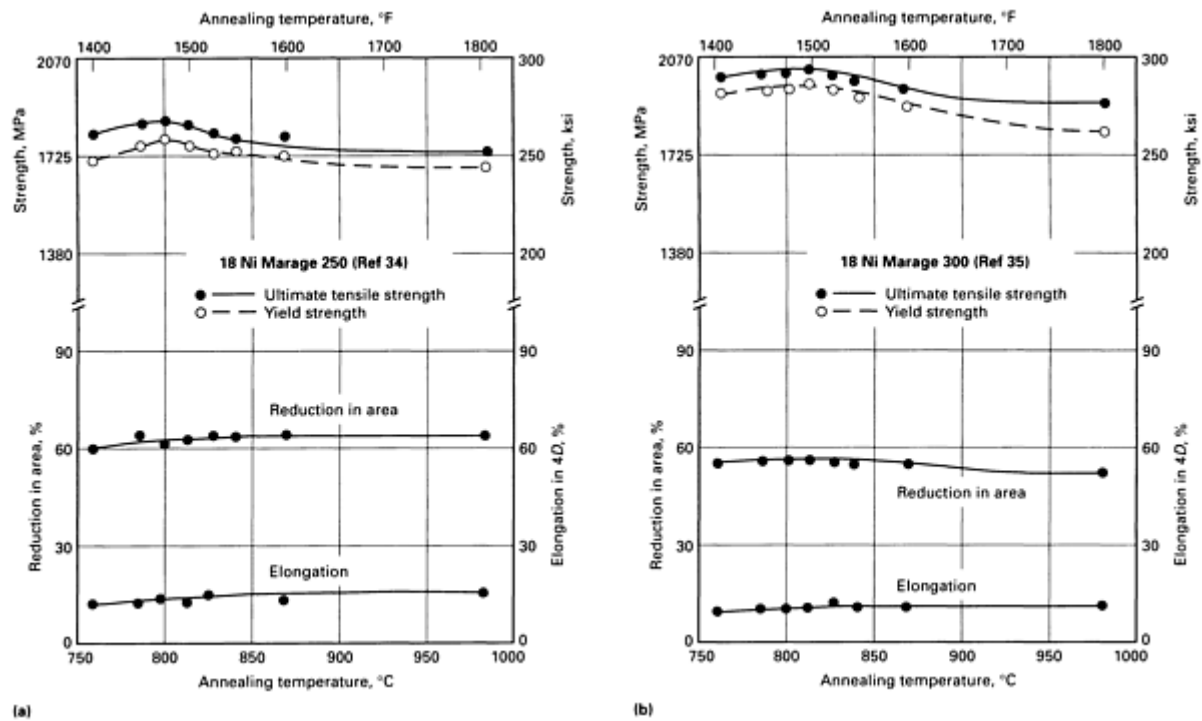 Annealing temperature, °F
1400 1500 1600 1700 1800
2070 300
1725 250
1380 200
Strength, MPa
Strength, ksi
18 Ni Marage 250 (Ref 34)
Ultimate tensile strength
Yield strength
90 90
Reduction in area
60 60
Reduction in area, %
Elongation in 4D, %
30 30
Elongation
0 0
750 800 850 900 950 1000
Annealing temperature, °C
(a)
Annealing temperature, °F
1400 1500 1600 1700 1800
2070 300
1725 250
1380 200
Strength, MPa
Strength, ksi
18 Ni Marage 300 (Ref 35)
Ultimate tensile strength
Yield strength
90 90
60 60
Reduction in area
Reduction in area, %
Elongation in 4D, %
30 30
Elongation
0 0
750 800 850 900 950 1000
Annealing temperature, °C
(b)